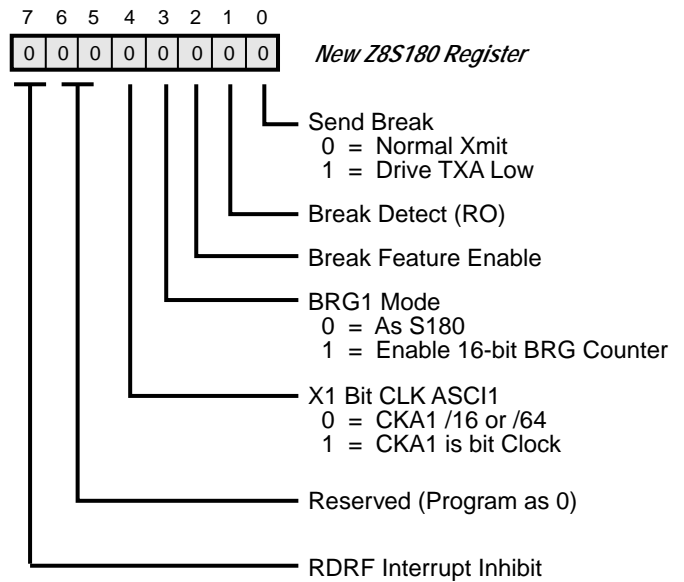 7 6 5 4 3 2 1 0
0 0 0 0 0 0 0 0
New Z8S180 Register
Send Break
0 = Normal Xmit
1 = Drive TXA Low
Break Detect (RO)
Break Feature Enable
BRG1 Mode
0 = As S180
1 = Enable 16-bit BRG Counter
X1 Bit CLK ASCI1
0 = CKA1 /16 or /64
1 = CKA1 is bit Clock
Reserved (Program as 0)
RDRF Interrupt Inhibit